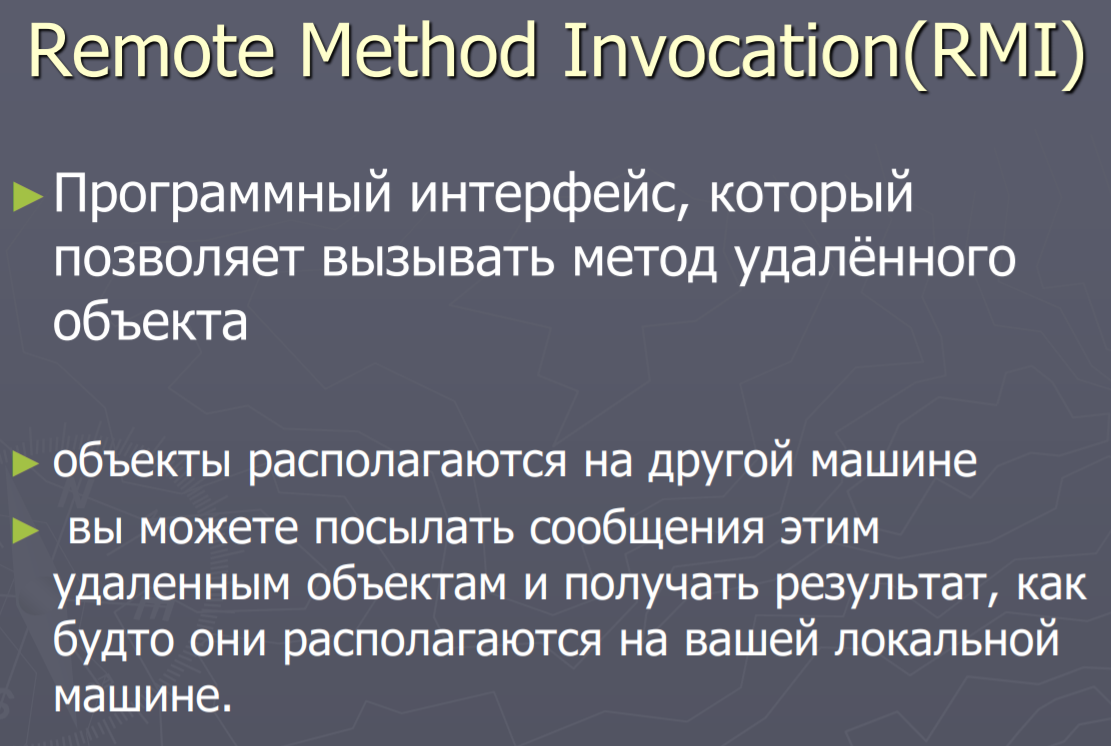 Remote Method Invocation(RMI)
► Программный интерфейс, который
позволяет вызывать метод удалённого
объекта
► объекты располагаются на другой машине
► вы можете посылать сообщения этим
удаленным объектам и получать результат, как
будто они располагаются на вашей локальной
машине.